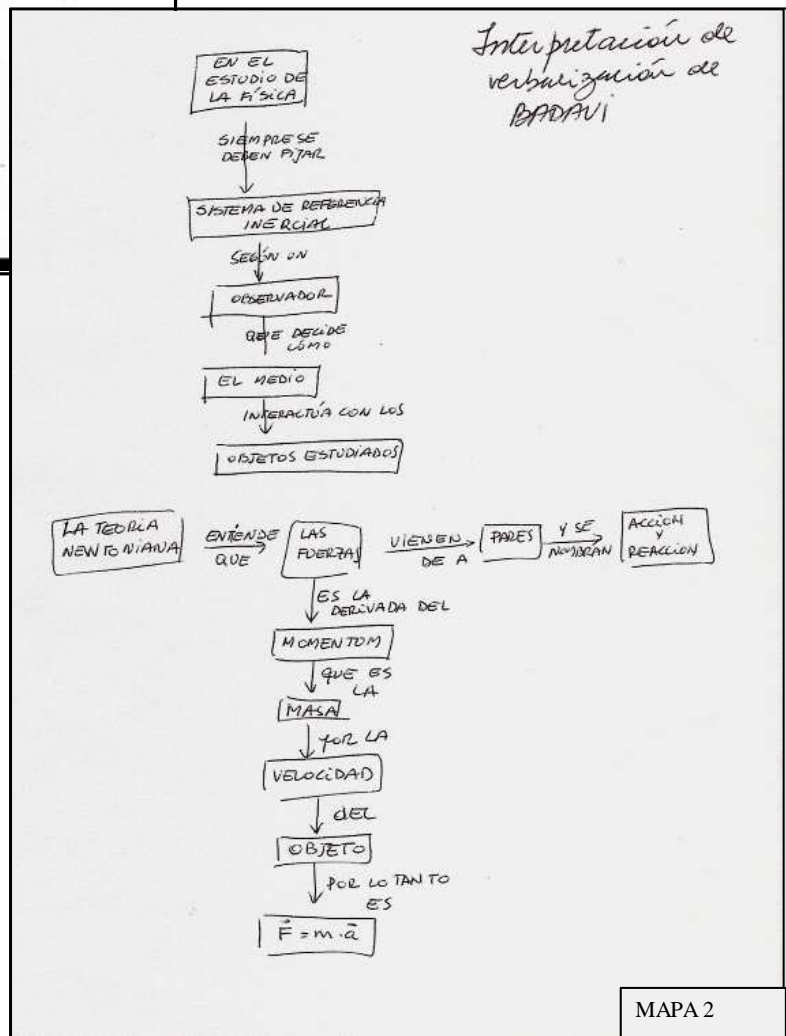 Interpretación de
verbarización de
BADAVI
EN EL
ESTUDIO DE
LA FÍSICA
SIEMPRE SE
DEBEN FIJAR
SISTEMA DE REFERENCIA
INERCIAL
SEGÚN UN
OBSERVADOR
QUE DECIDE
CÓMO
EL MEDIO
INTERACTÚA CON LOS
OBJETOS ESTUDIADOS
LA TEORIA
NEWTONIANA
ENTIENDE
QUE
LAS
FUERZAS
VIENEN
DE A
PARES
Y SE
NOMBRAN
ACCION
Y
REACCION
ES LA
DERIVADA DEL
MOMENTOM
QUE ES
LA
MASA
POR LA
VELOCIDAD
DEL
OBJETO
POR LO TANTO
ES
F⃗ = m · a⃗
MAPA 2